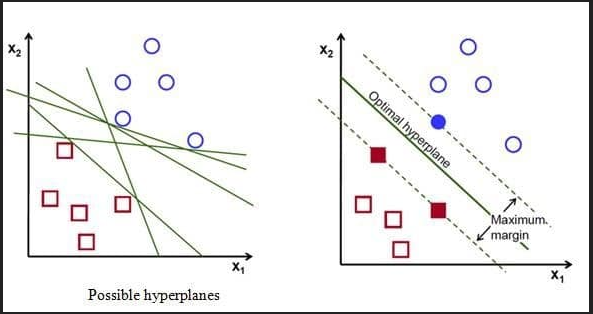 X2
X1
Possible hyperplanes
X2
Optimal hyperplane
Maximum
margin
X1